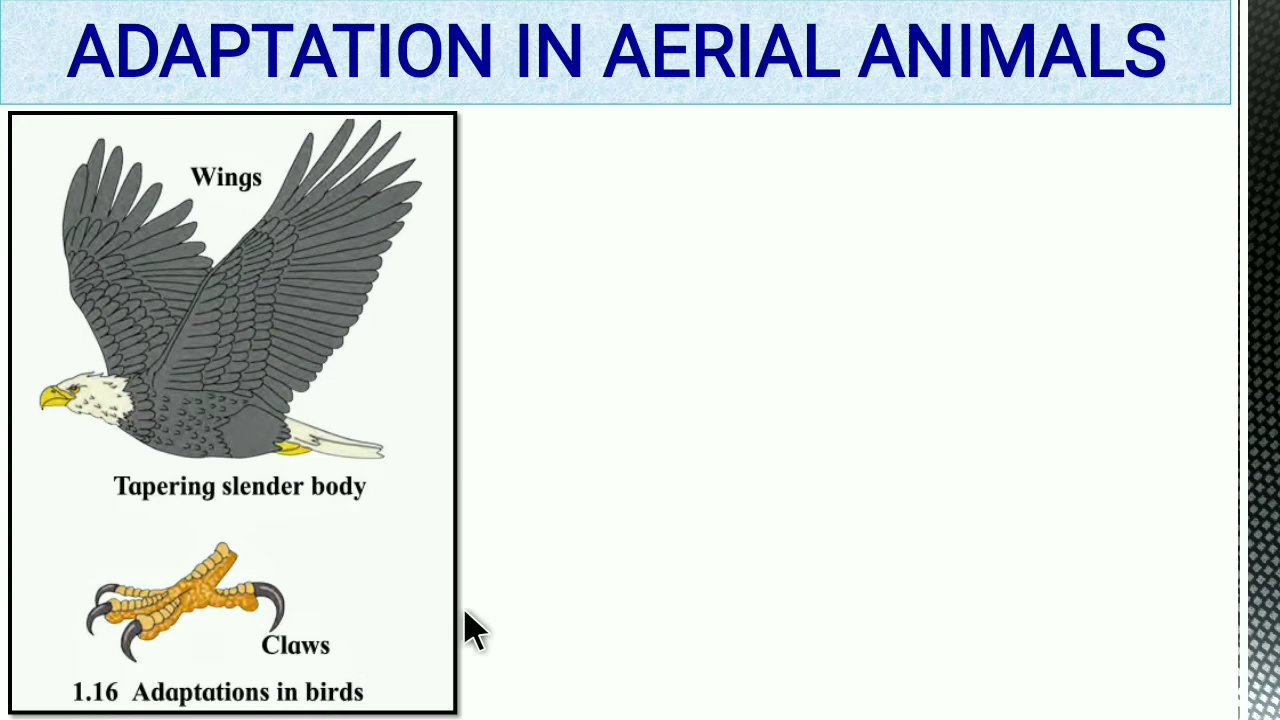 ADAPTATION IN AERIAL ANIMALS
Wings
Tapering slender body
Claws
1.16 Adaptations in birds